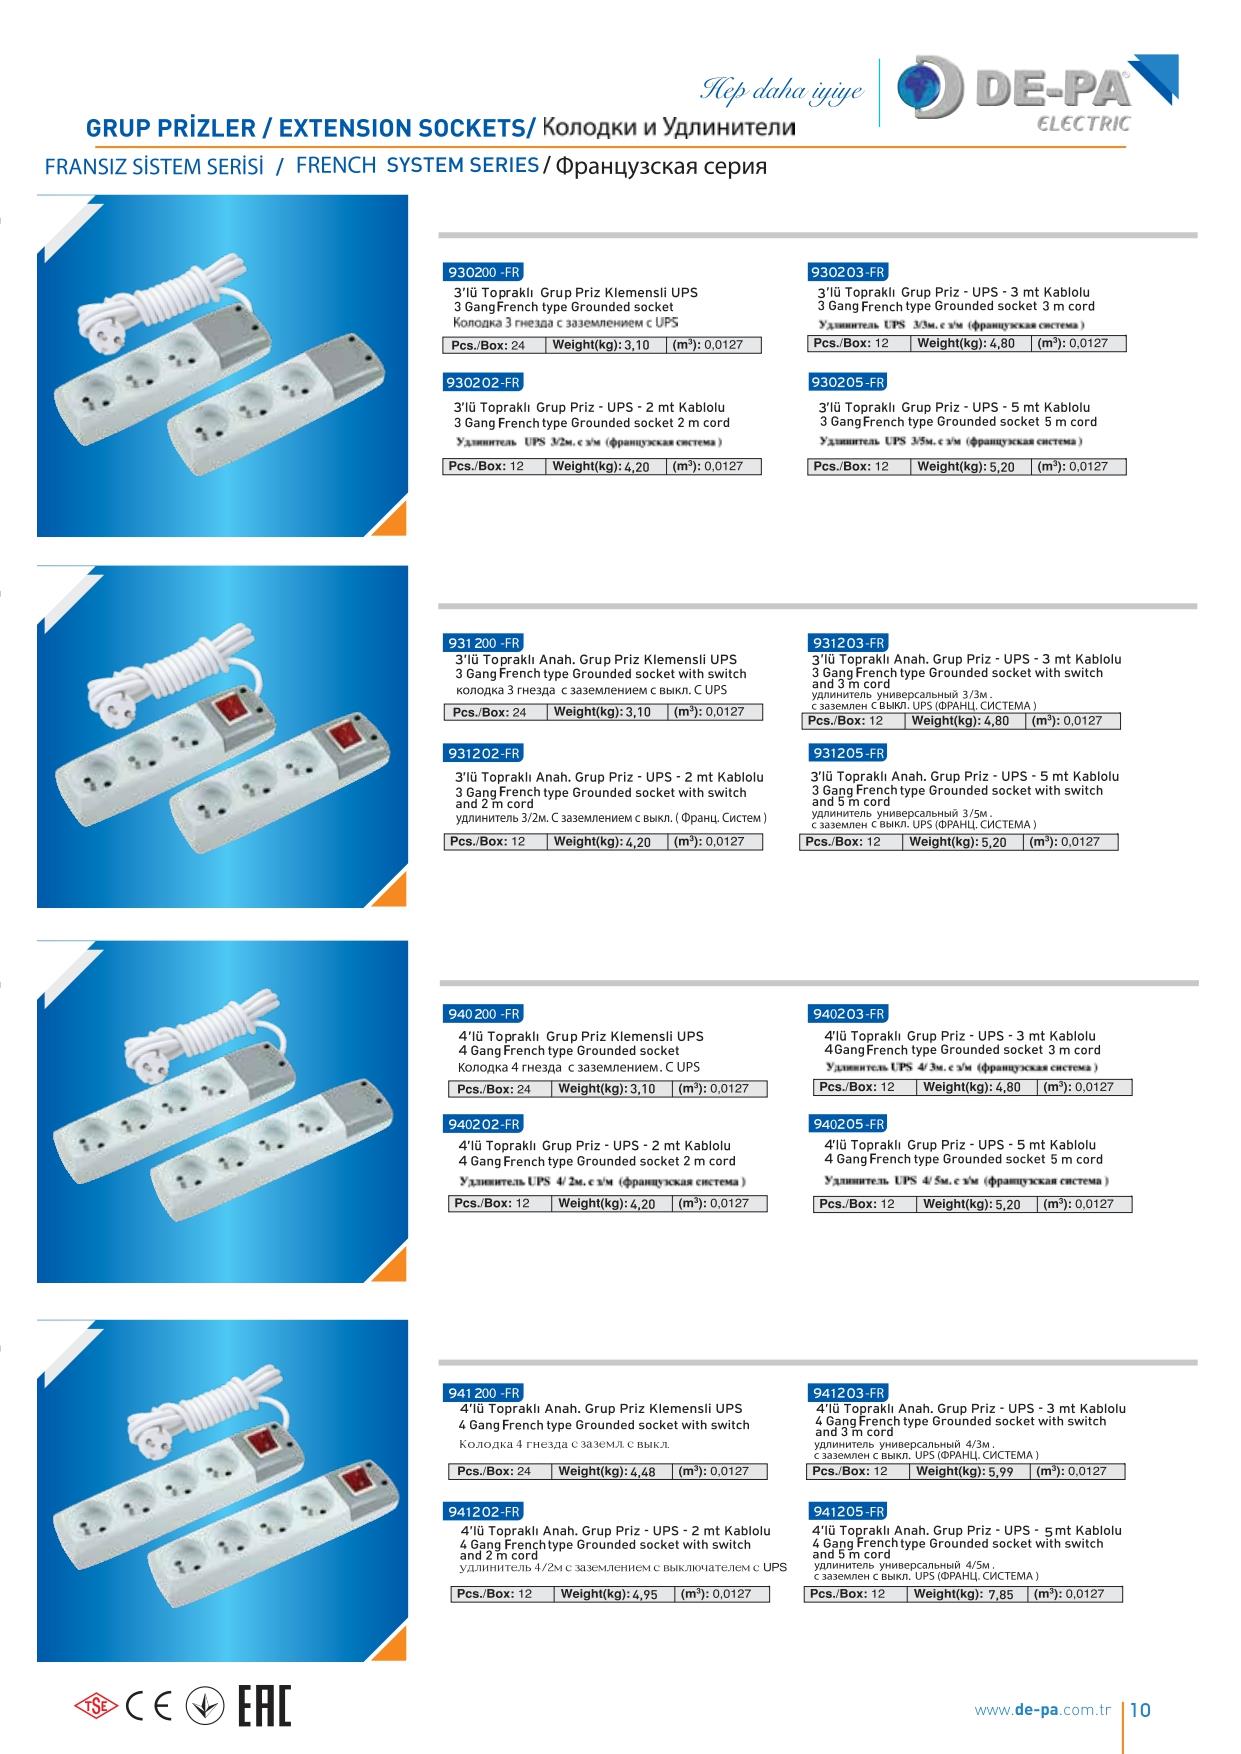 Hep daha iyiye
DE-PA
ELECTRIC
GRUP PRİZLER / EXTENSION SOCKETS/ Колодки и Удлинители
FRANSIZ SİSTEM SERİSİ / FRENCH SYSTEM SERIES / Французская серия
930200 -FR
3'lü Topraklı Grup Priz Klemensli UPS
3 Gang French type Grounded socket
Колодка 3 гнезда с заземлением с UPS
Pcs./Box: 24 Weight(kg): 3,10 (m³): 0,0127
930203-FR
3'lü Topraklı Grup Priz - UPS - 3 mt Kablolu
3 Gang French type Grounded socket 3 m cord
Удлинитель UPS 3/3м. с з/м (французская система )
Pcs./Box: 12 Weight(kg): 4,80 (m³): 0,0127
930202-FR
3'lü Topraklı Grup Priz - UPS - 2 mt Kablolu
3 Gang French type Grounded socket 2 m cord
Удлинитель UPS 3/2м. с з/м (французская система )
Pcs./Box: 12 Weight(kg): 4,20 (m³): 0,0127
930205-FR
3'lü Topraklı Grup Priz - UPS - 5 mt Kablolu
3 Gang French type Grounded socket 5 m cord
Удлинитель UPS 3/5м. с з/м (французская система )
Pcs./Box: 12 Weight(kg): 5,20 (m³): 0,0127
931200 -FR
3'lü Topraklı Anah. Grup Priz Klemensli UPS
3 Gang French type Grounded socket with switch
колодка 3 гнезда с заземлением с выкл. С UPS
Pcs./Box: 24 Weight(kg): 3,10 (m³): 0,0127
931203-FR
3'lü Topraklı Anah. Grup Priz - UPS - 3 mt Kablolu
3 Gang French type Grounded socket with switch
and 3 m cord
удлинитель универсальный 3/3м .
с заземлен с выкл. UPS (ФРАНЦ. СИСТЕМА )
Pcs./Box: 12 Weight(kg): 4,80 (m³): 0,0127
931202-FR
3'lü Topraklı Anah. Grup Priz - UPS - 2 mt Kablolu
3 Gang French type Grounded socket with switch
and 2 m cord
удлинитель 3/2м. С заземлением с выкл. ( Франц. Систем )
Pcs./Box: 12 Weight(kg): 4,20 (m³): 0,0127
931205-FR
3'lü Topraklı Anah. Grup Priz - UPS - 5 mt Kablolu
3 Gang French type Grounded socket with switch
and 5 m cord
удлинитель универсальный 3/5м .
с заземлен с выкл. UPS (ФРАНЦ. СИСТЕМА )
Pcs./Box: 12 Weight(kg): 5,20 (m³): 0,0127
940200 -FR
4'lü Topraklı Grup Priz Klemensli UPS
4 Gang French type Grounded socket
Колодка 4 гнезда с заземлением. С UPS
Pcs./Box: 24 Weight(kg): 3,10 (m³): 0,0127
940203-FR
4'lü Topraklı Grup Priz - UPS - 3 mt Kablolu
4 Gang French type Grounded socket 3 m cord
Удлинитель UPS 4/ 3м. с з/м (французская система )
Pcs./Box: 12 Weight(kg): 4,80 (m³): 0,0127
940202-FR
4'lü Topraklı Grup Priz - UPS - 2 mt Kablolu
4 Gang French type Grounded socket 2 m cord
Удлинитель UPS 4/ 2м. с з/м (французская система )
Pcs./Box: 12 Weight(kg): 4,20 (m³): 0,0127
940205-FR
4'lü Topraklı Grup Priz - UPS - 5 mt Kablolu
4 Gang French type Grounded socket 5 m cord
Удлинитель UPS 4/ 5м. с з/м (французская система )
Pcs./Box: 12 Weight(kg): 5,20 (m³): 0,0127
941200 -FR
4'lü Topraklı Anah. Grup Priz Klemensli UPS
4 Gang French type Grounded socket with switch
Колодка 4 гнезда с заземл. с выкл.
Pcs./Box: 24 Weight(kg): 4,48 (m³): 0,0127
941203-FR
4'lü Topraklı Anah. Grup Priz - UPS - 3 mt Kablolu
4 Gang French type Grounded socket with switch
and 3 m cord
удлинитель универсальный 4/3м .
с заземлен с выкл. UPS (ФРАНЦ. СИСТЕМА )
Pcs./Box: 12 Weight(kg): 5,99 (m³): 0,0127
941202-FR
4'lü Topraklı Anah. Grup Priz - UPS - 2 mt Kablolu
4 Gang French type Grounded socket with switch
and 2 m cord
удлинитель 4/2м с заземлением с выключателем с UPS
Pcs./Box: 12 Weight(kg): 4,95 (m³): 0,0127
941205-FR
4'lü Topraklı Anah. Grup Priz - UPS - 5 mt Kablolu
4 Gang French type Grounded socket with switch
and 5 m cord
удлинитель универсальный 4/5м .
с заземлен с выкл. UPS (ФРАНЦ. СИСТЕМА )
Pcs./Box: 12 Weight(kg): 7,85 (m³): 0,0127
TSE CE EAC
www.de-pa.com.tr 10